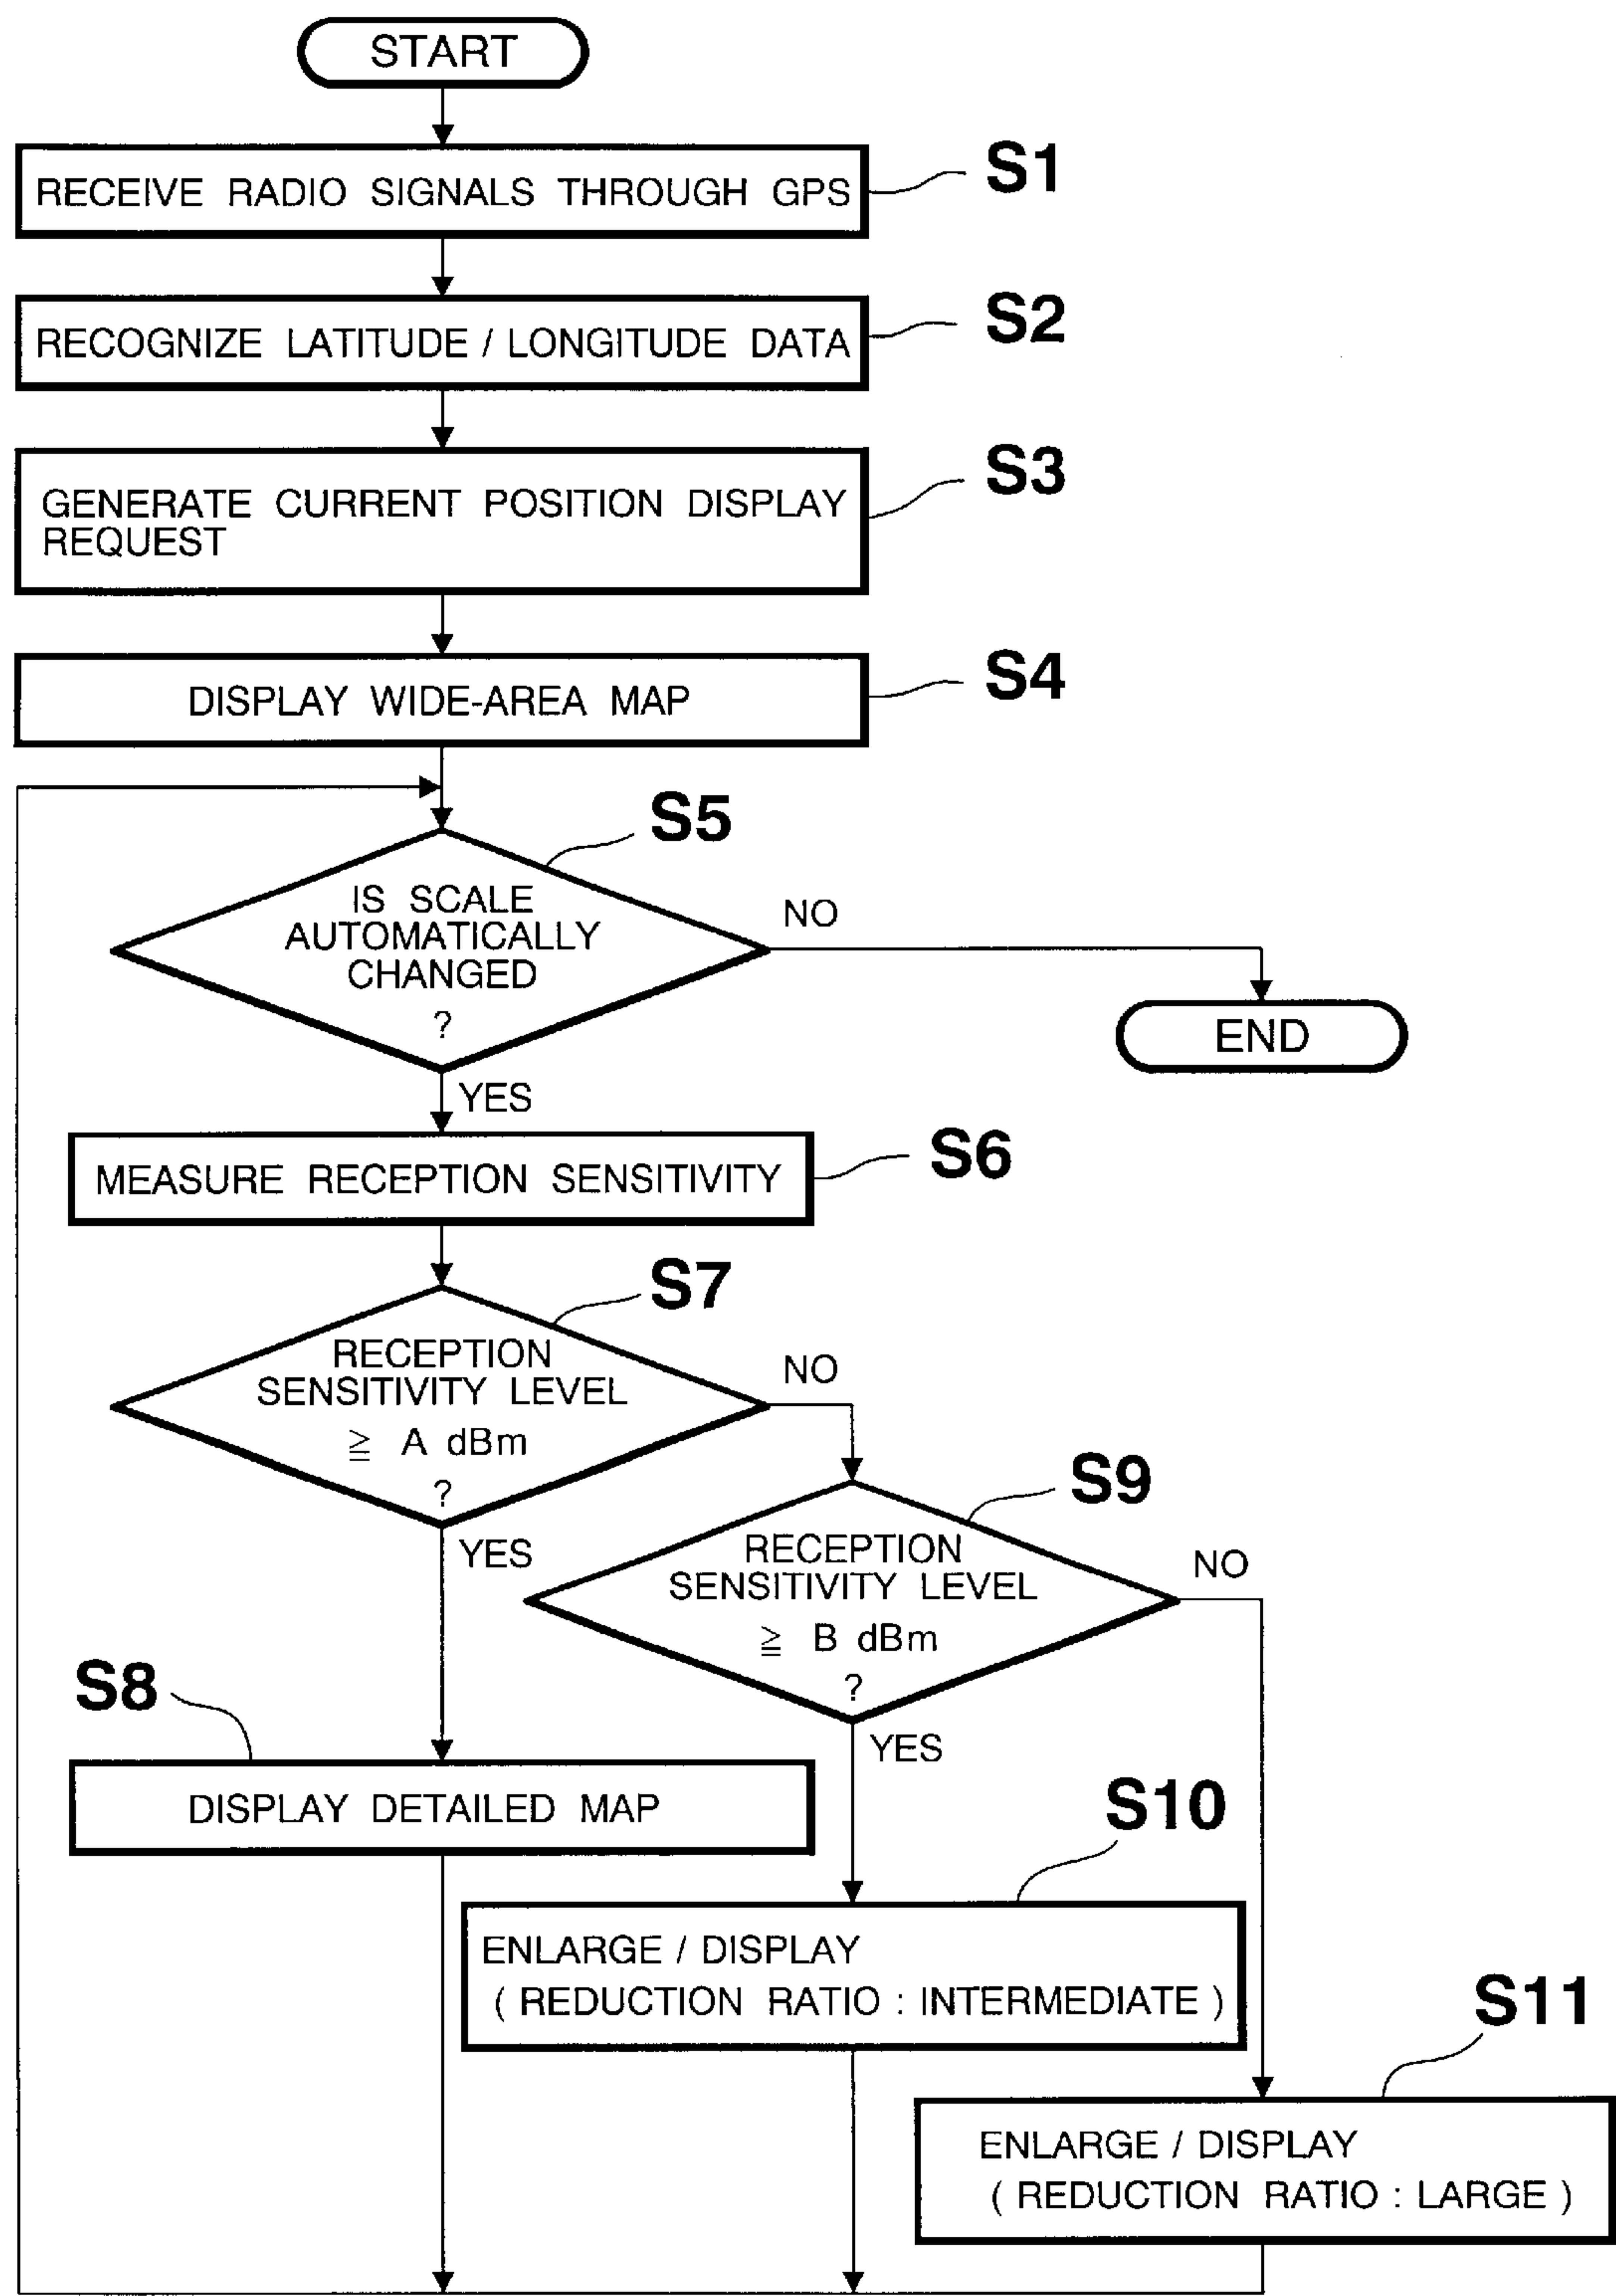 START
RECEIVE RADIO SIGNALS THROUGH GPS
S1
RECOGNIZE LATITUDE / LONGITUDE DATA
S2
GENERATE CURRENT POSITION DISPLAY
REQUEST
S3
DISPLAY WIDE-AREA MAP
S4
S5
IS SCALE
AUTOMATICALLY
CHANGED
?
NO
END
YES
MEASURE RECEPTION SENSITIVITY
S6
S7
RECEPTION
SENSITIVITY LEVEL
≧ A dBm
?
NO
YES
S9
RECEPTION
SENSITIVITY LEVEL
≧ B dBm
?
NO
YES
S8
DISPLAY DETAILED MAP
S10
ENLARGE / DISPLAY
( REDUCTION RATIO : INTERMEDIATE )
S11
ENLARGE / DISPLAY
( REDUCTION RATIO : LARGE )